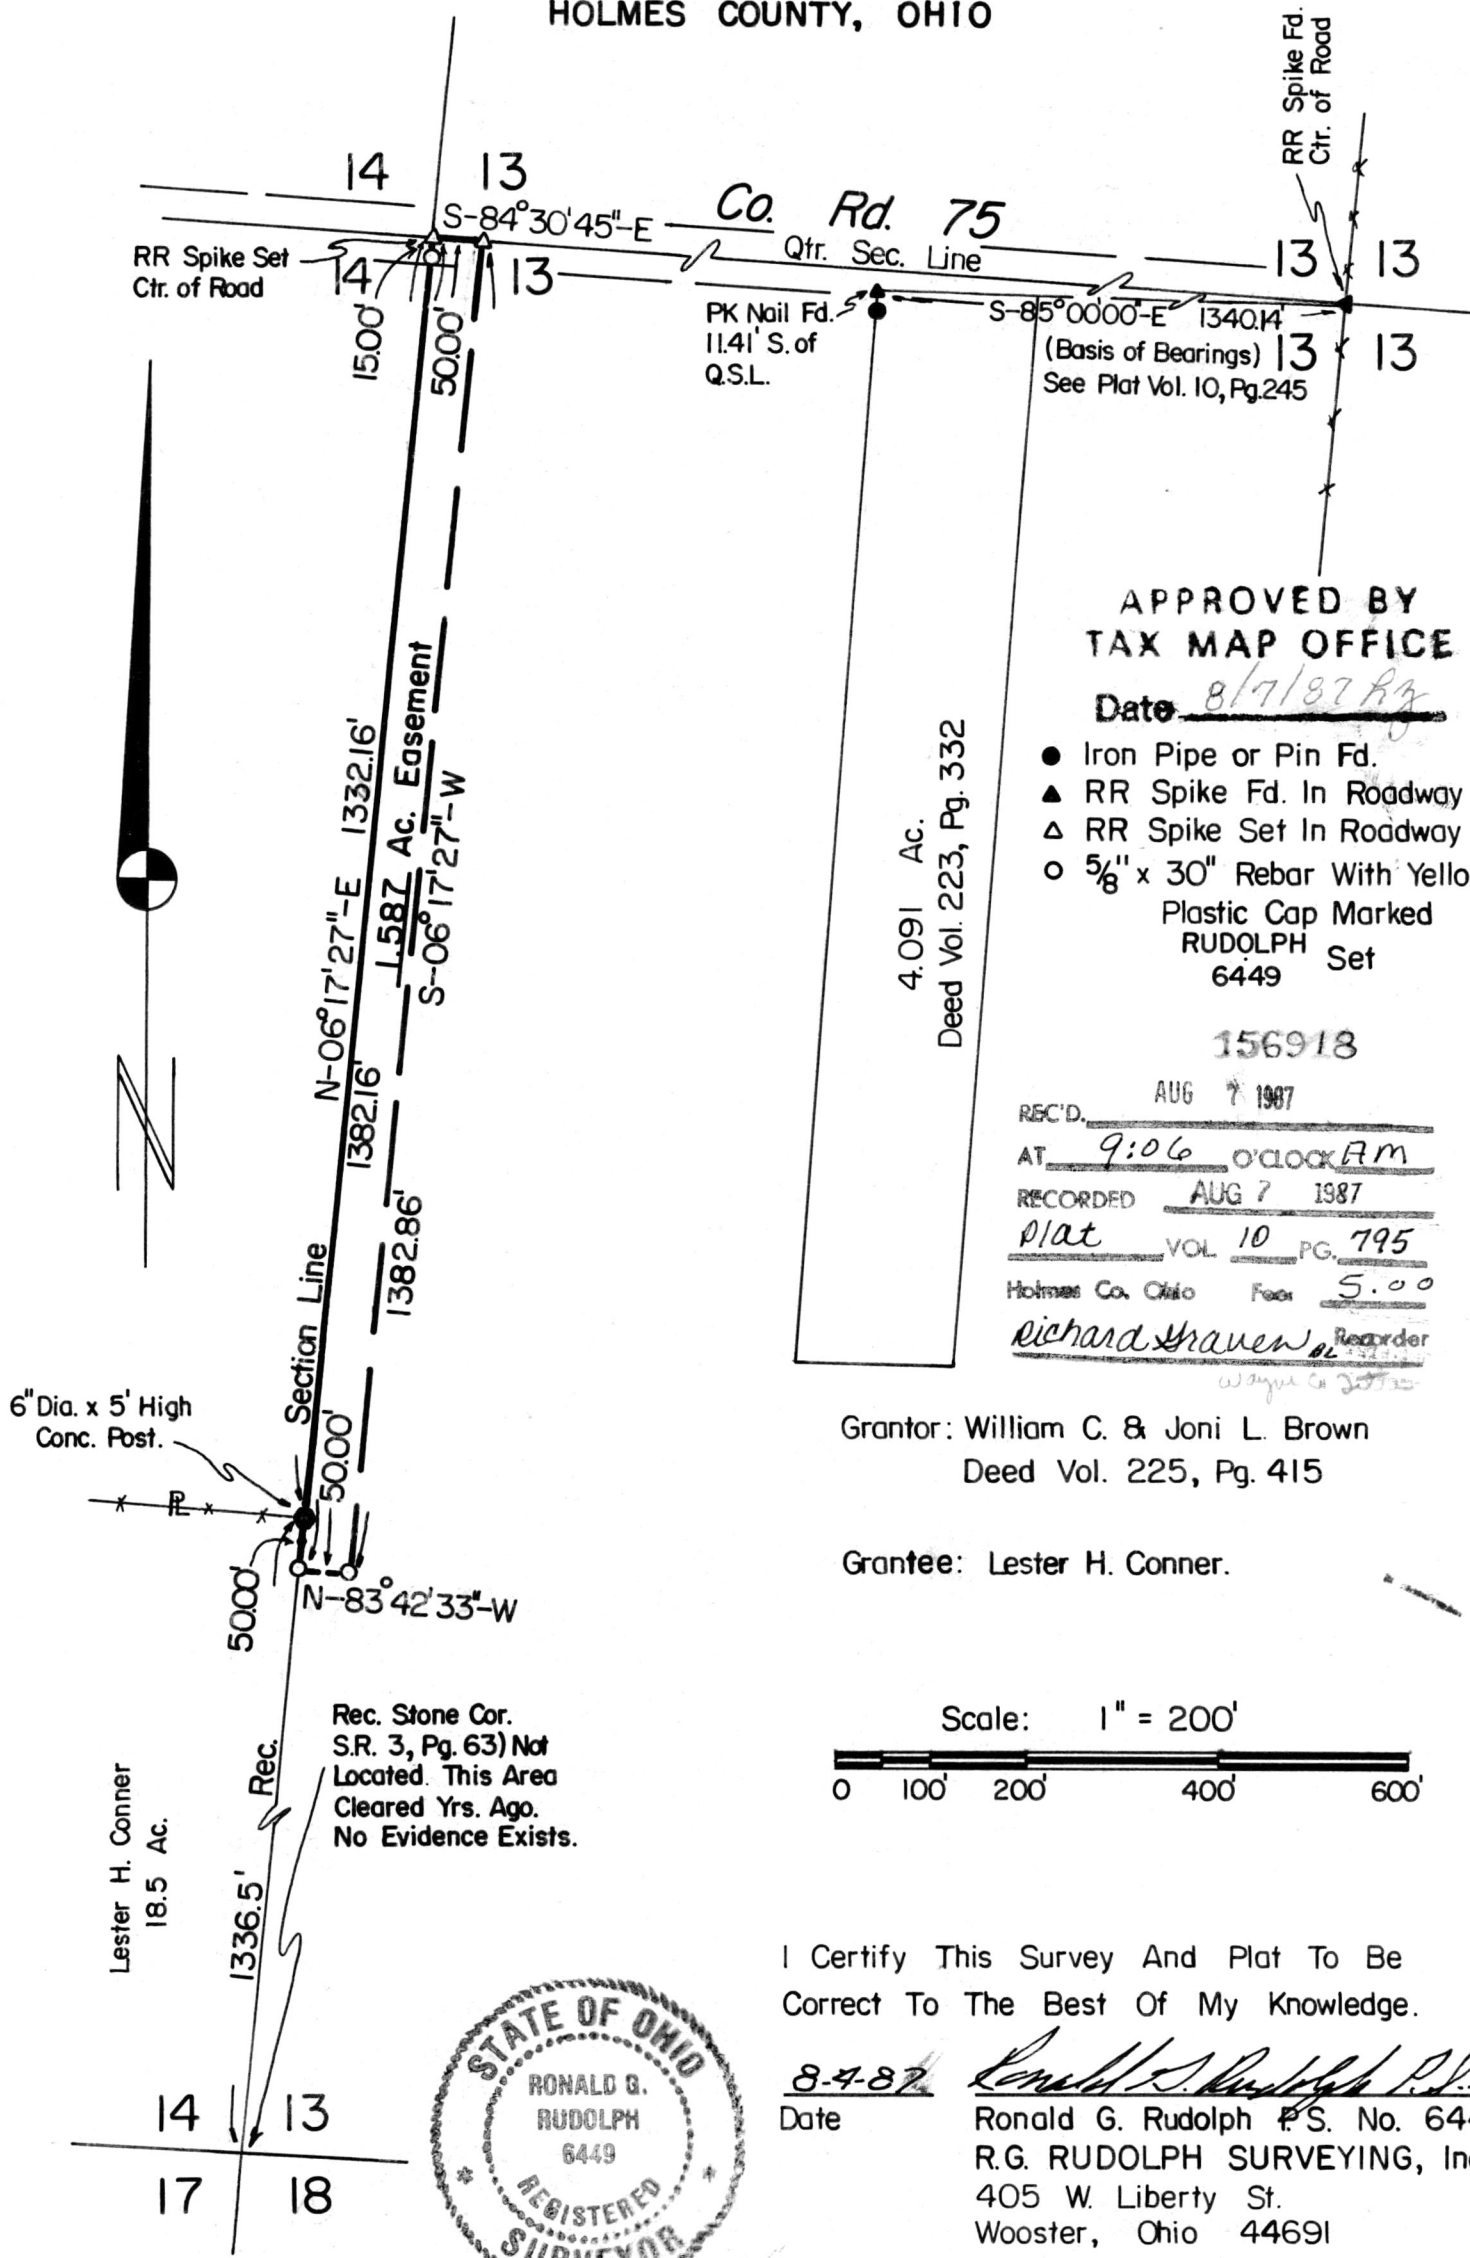 HOLMES COUNTY, OHIO
RR Spike Fd.
Ctr. of Road
14
13
S-84°30'45"-E
Co. Rd. 75
Qtr. Sec. Line
13
13
RR Spike Set
Ctr. of Road
14
13
15.00'
50.00'
PK Nail Fd.
11.41' S. of
Q.S.L.
S-85°00'00"-E 1340.14'
(Basis of Bearings)
See Plat Vol. 10, Pg.245
13
13
APPROVED BY
TAX MAP OFFICE
Date 8/7/87
Iron Pipe or Pin Fd.
RR Spike Fd. In Roadway
RR Spike Set In Roadway
5/8" x 30" Rebar With Yello
Plastic Cap Marked
RUDOLPH
6449
Set
N-06°17'27"-E 1332.16'
1.587 Ac. Easement
S-06°17'27"-W
4.091 Ac.
Deed Vol. 223, Pg. 332
N
1382.16'
1382.86'
Section Line
156918
REC'D. AUG 7 1987
AT 9:06 O'CLOCK AM
RECORDED AUG 7 1987
Plat VOL 10 PG. 795
Holmes Co. Ohio Fee 5.00
Richard Graven BL Recorder
6" Dia. x 5' High
Conc. Post.
PL
50.00'
50.00'
N-83°42'33"-W
Grantor: William C. & Joni L. Brown
Deed Vol. 225, Pg. 415
Grantee: Lester H. Conner.
Rec. Stone Cor.
S.R. 3, Pg. 63) Not
Located. This Area
Cleared Yrs. Ago.
No Evidence Exists.
Scale: 1" = 200'
0 100' 200' 400' 600'
Lester H. Conner
18.5 Ac.
1336.5' Rec.
14
13
17
18
STATE OF OHIO
RONALD G.
RUDOLPH
6449
REGISTERED
SURVEYOR
I Certify This Survey And Plat To Be
Correct To The Best Of My Knowledge.
8-4-87 Ronald G. Rudolph P.S.
Date
Ronald G. Rudolph P.S. No. 64
R.G. RUDOLPH SURVEYING, In
405 W. Liberty St.
Wooster, Ohio 44691